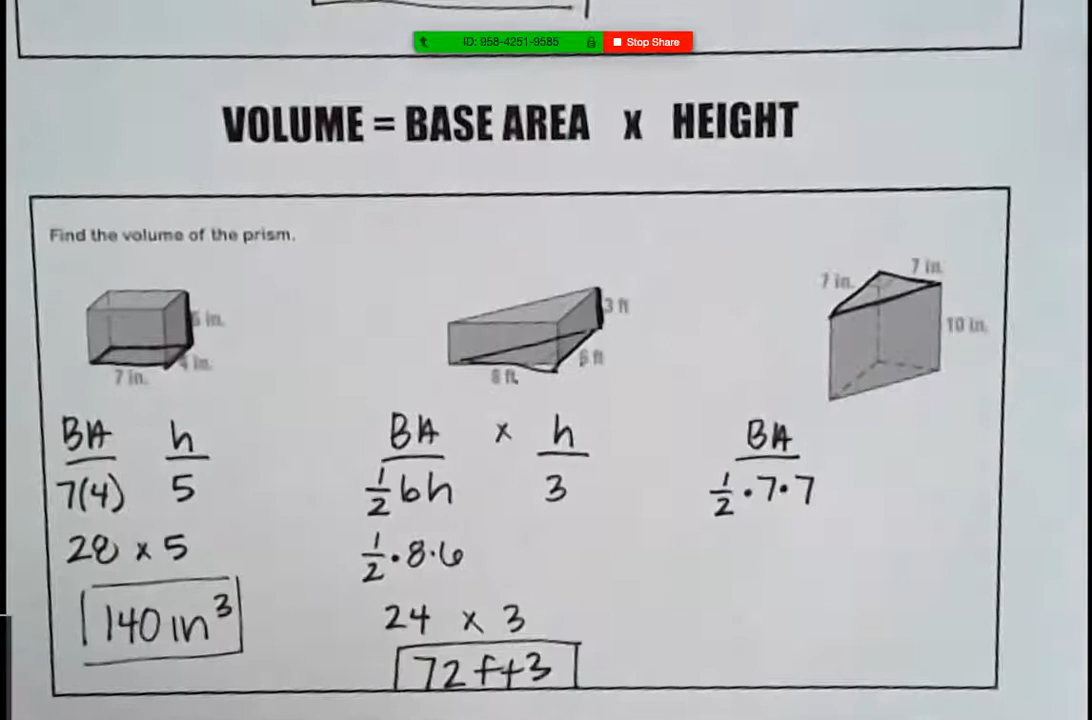 ID: 958-4251-9585 Stop Share
VOLUME = BASE AREA x HEIGHT
Find the volume of the prism.
5 in.
4 in.
7 in.
3 ft
6 ft
8 ft.
7 in.
7 in.
10 in.
BA h
7(4) 5
28 x 5
140 in³
BA x h
1/2 bh 3
1/2 · 8 · 6
24 x 3
72 ft3
BA
1/2 · 7 · 7